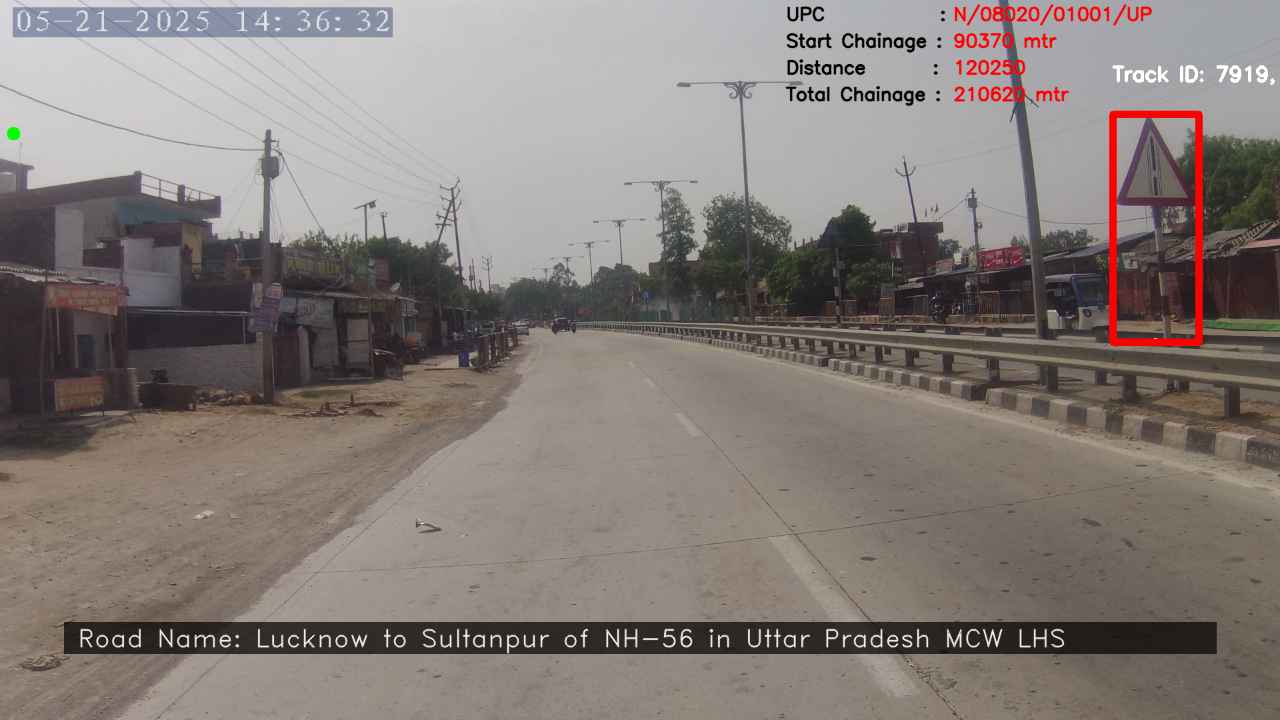 05-21-2025 14:36:32
UPC : N/08020/01001/UP
Start Chainage : 90370 mtr
Distance : 120250
Total Chainage : 210620 mtr
Track ID: 7919,
Road Name: Lucknow to Sultanpur of NH-56 in Uttar Pradesh MCW LHS